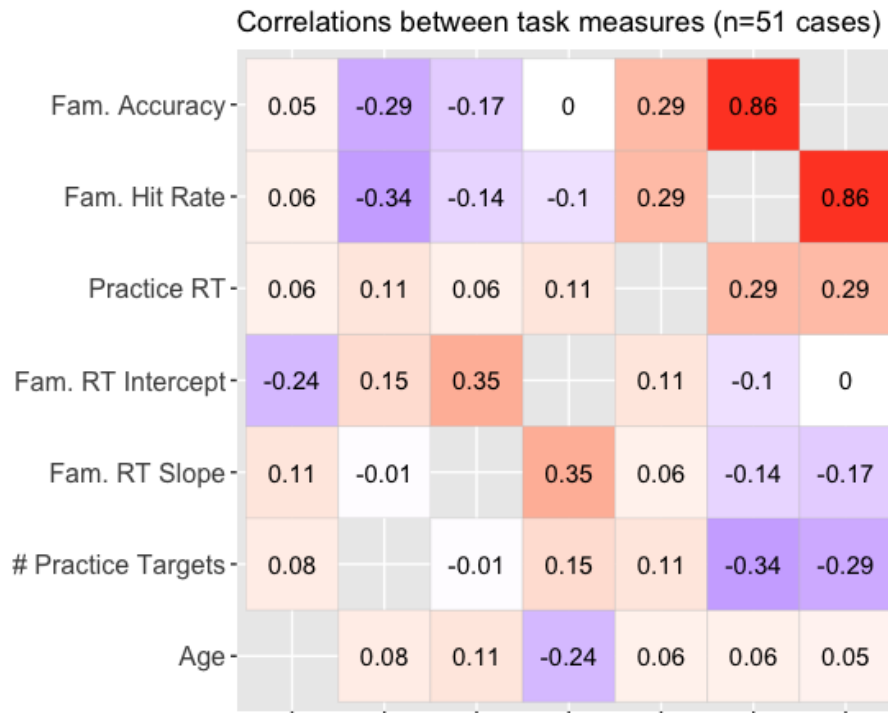 Correlations between task measures (n=51 cases)
Fam. Accuracy 0.05 -0.29 -0.17 0 0.29 0.86
Fam. Hit Rate 0.06 -0.34 -0.14 -0.1 0.29 0.86
Practice RT 0.06 0.11 0.06 0.11 0.29 0.29
Fam. RT Intercept -0.24 0.15 0.35 0.11 -0.1 0
Fam. RT Slope 0.11 -0.01 0.35 0.06 -0.14 -0.17
# Practice Targets 0.08 -0.01 0.15 0.11 -0.34 -0.29
Age 0.08 0.11 -0.24 0.06 0.06 0.05